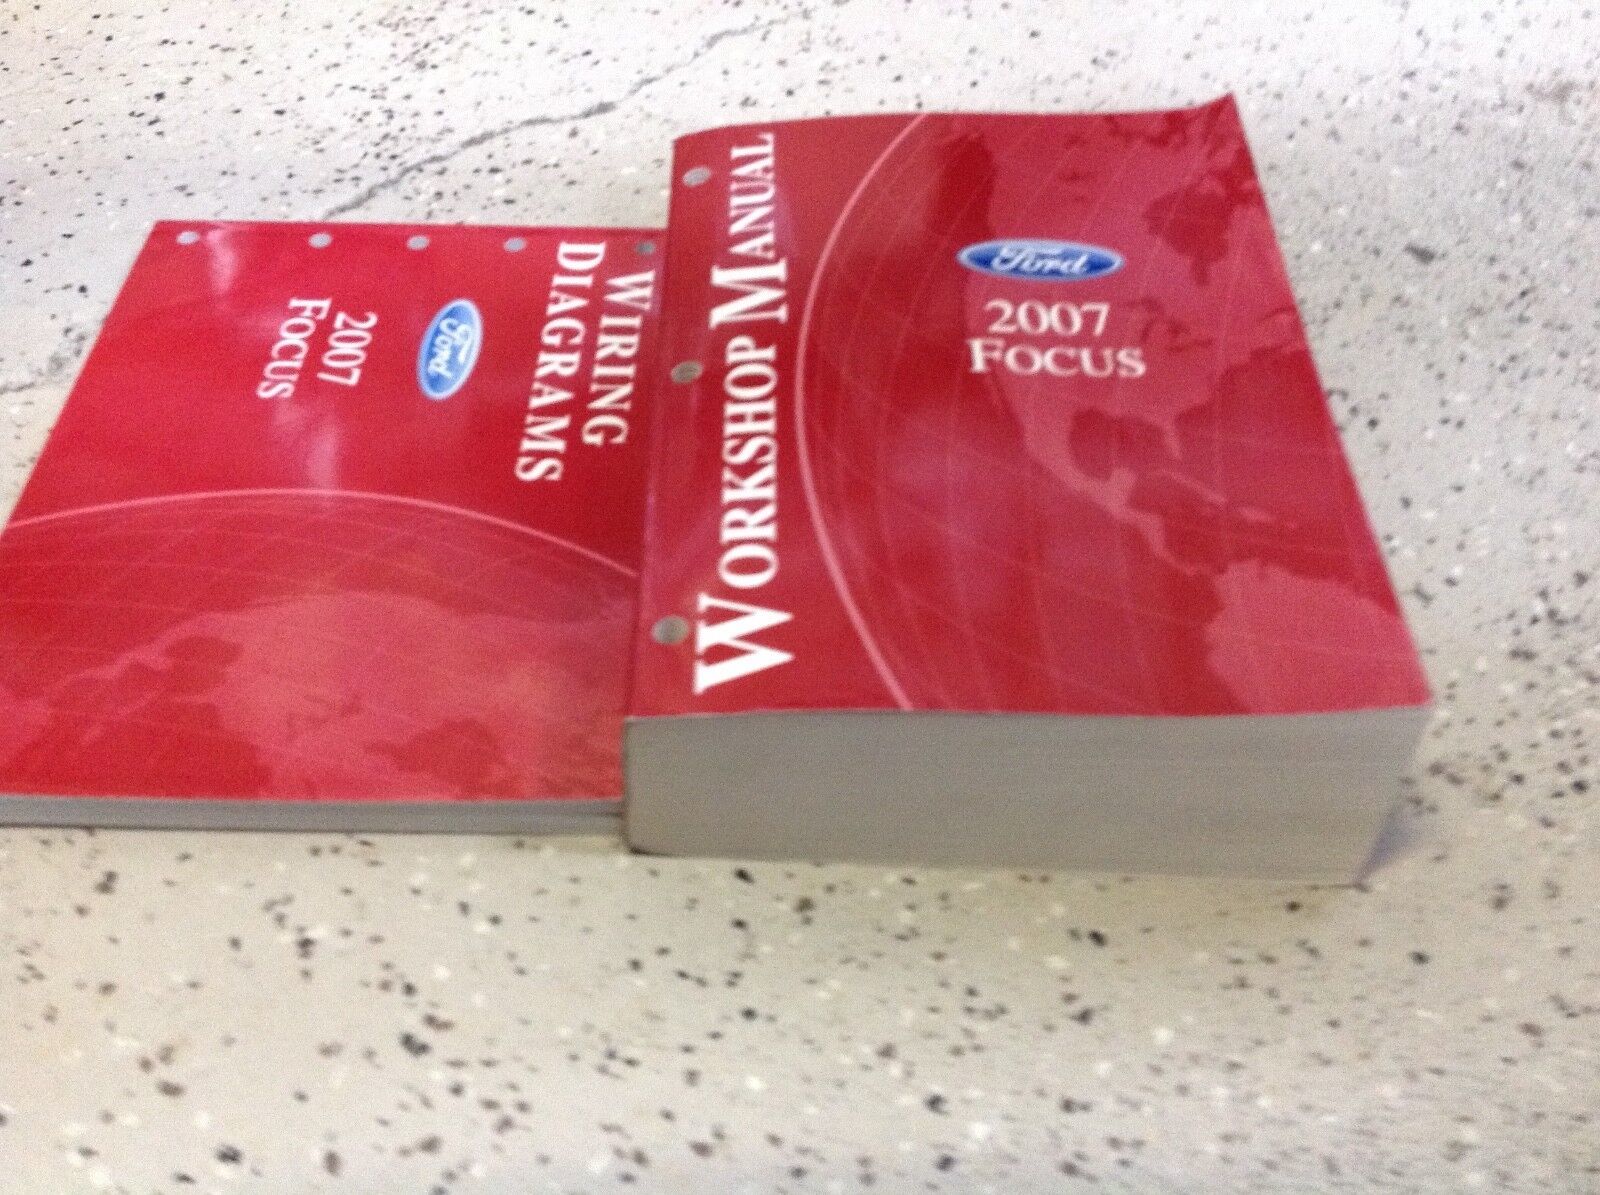 WIRING
DIAGRAMS
Ford
2007
FOCUS
WORKSHOP MANUAL
Ford
2007
FOCUS